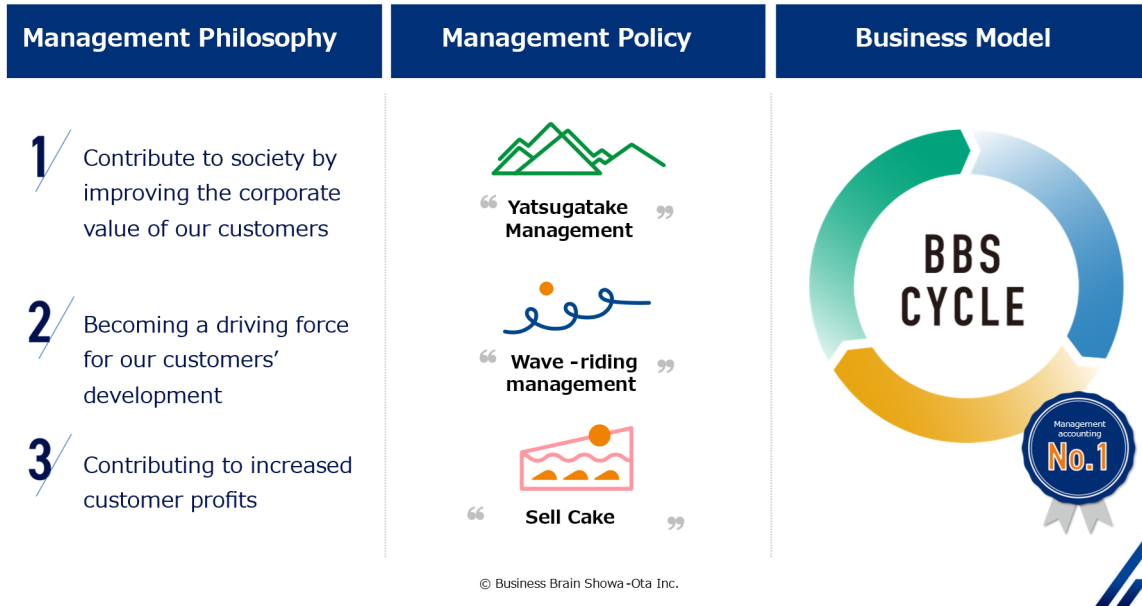 Management Philosophy
Management Policy
Business Model
1
Contribute to society by
improving the corporate
value of our customers
2
Becoming a driving force
for our customers’
development
3
Contributing to increased
customer profits
“ Yatsugatake ”
Management
“ Wave -riding ”
management
“ Sell Cake ”
BBS
CYCLE
Management
accounting
No.1
© Business Brain Showa-Ota Inc.